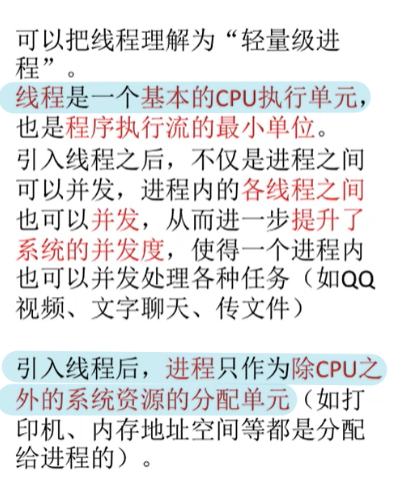 可以把线程理解为“轻量级进
程”。
线程是一个基本的CPU执行单元，
也是程序执行流的最小单位。
引入线程之后，不仅是进程之间
可以并发，进程内的各线程之间
也可以并发，从而进一步提升了
系统的并发度，使得一个进程内
也可以并发处理各种任务（如QQ
视频、文字聊天、传文件）
引入线程后，进程只作为除CPU之
外的系统资源的分配单元（如打
印机、内存地址空间等都是分配
给进程的）。